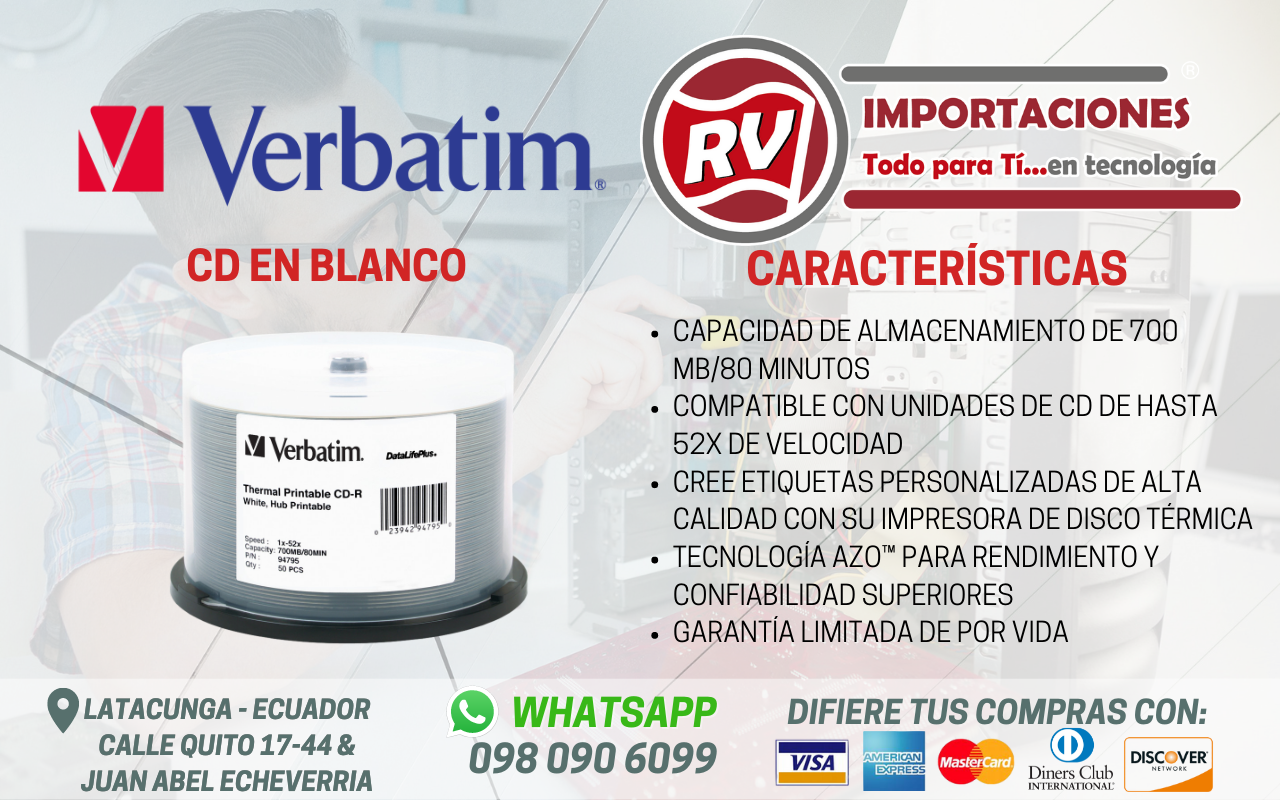 Verbatim®
CD EN BLANCO
Verbatim.
DataLifePlus®
Thermal Printable CD-R
White, Hub Printable
Speed : 1x-52x
Capacity: 700MB/80MIN
P/N : 94795
Qty : 50 PCS
0 23942 94795 8
RV
®
IMPORTACIONES
Todo para Tí...en tecnología
CARACTERÍSTICAS
• CAPACIDAD DE ALMACENAMIENTO DE 700
MB/80 MINUTOS
• COMPATIBLE CON UNIDADES DE CD DE HASTA
52X DE VELOCIDAD
• CREE ETIQUETAS PERSONALIZADAS DE ALTA
CALIDAD CON SU IMPRESORA DE DISCO TÉRMICA
• TECNOLOGÍA AZO™ PARA RENDIMIENTO Y
CONFIABILIDAD SUPERIORES
• GARANTÍA LIMITADA DE POR VIDA
LATACUNGA - ECUADOR
CALLE QUITO 17-44 &
JUAN ABEL ECHEVERRIA
WHATSAPP
098 090 6099
DIFIERE TUS COMPRAS CON:
VISA
AMERICAN
EXPRESS
MasterCard
Diners Club
INTERNATIONAL®
DISCOVER®
NETWORK